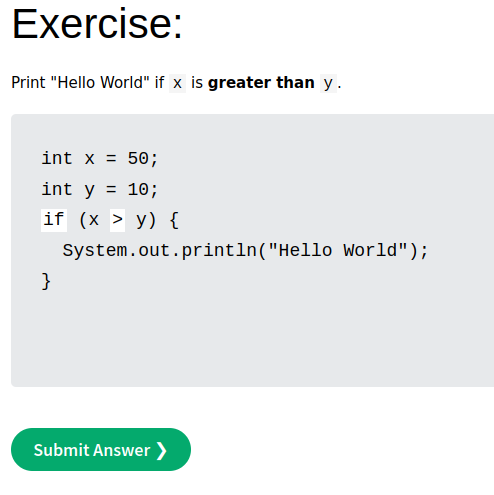 Exercise:
Print "Hello World" if x is greater than y.
int x = 50;
int y = 10;
if (x > y) {
  System.out.println("Hello World");
}
Submit Answer ❯